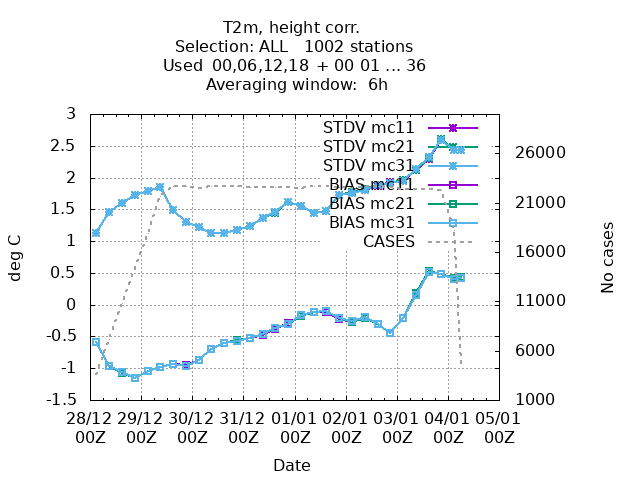 T2m, height corr.
Selection: ALL 1002 stations
Used 00,06,12,18 + 00 01 ... 36
Averaging window: 6h
3
2.5
2
1.5
1
0.5
0
-0.5
-1
-1.5
deg C
STDV mc11
STDV mc21
STDV mc31
BIAS mc11
BIAS mc21
BIAS mc31
CASES
26000
21000
16000
11000
6000
1000
No cases
28/12 29/12 30/12 31/12 01/01 02/01 03/01 04/01 05/01
00Z 00Z 00Z 00Z 00Z 00Z 00Z 00Z 00Z
Date